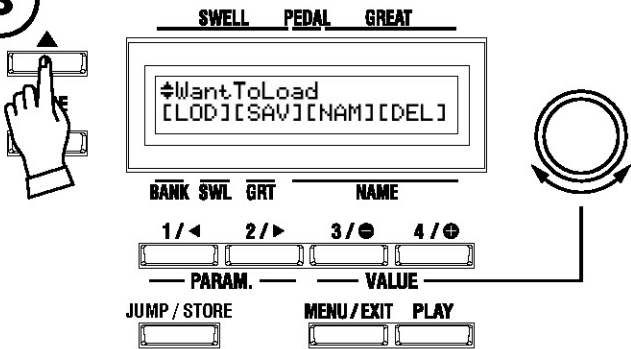 SWELL PEDAL GREAT
▲
♦WantToLoad
[LOD][SAV][NAM][DEL]
BANK SWL GRT NAME
1/◀ 2/▶ 3/⊖ 4/⊕
PARAM. VALUE
JUMP / STORE MENU / EXIT PLAY